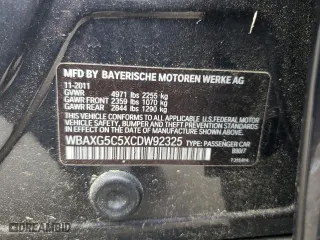 MFD BY BAYERISCHE MOTOREN WERKE AG
11-2011
GVWR 4971 lbs 2255 kg
GAWR FRONT 2359 lbs 1070 kg
GAWR REAR 2844 lbs 1290 kg
THIS VEHICLE CONFORMS TO ALL APPLICABLE U.S.FEDERAL MOTOR
VEHICLE SAFETY, BUMPER, AND THEFT PREVENTION
STANDARDS IN EFFECT ON THE DATE OF
MANUFACTURE SHOWN ABOVE.
WBAXG5C5XCDW92325
TYPE: PASSENGER CAR
DREAM RIDES